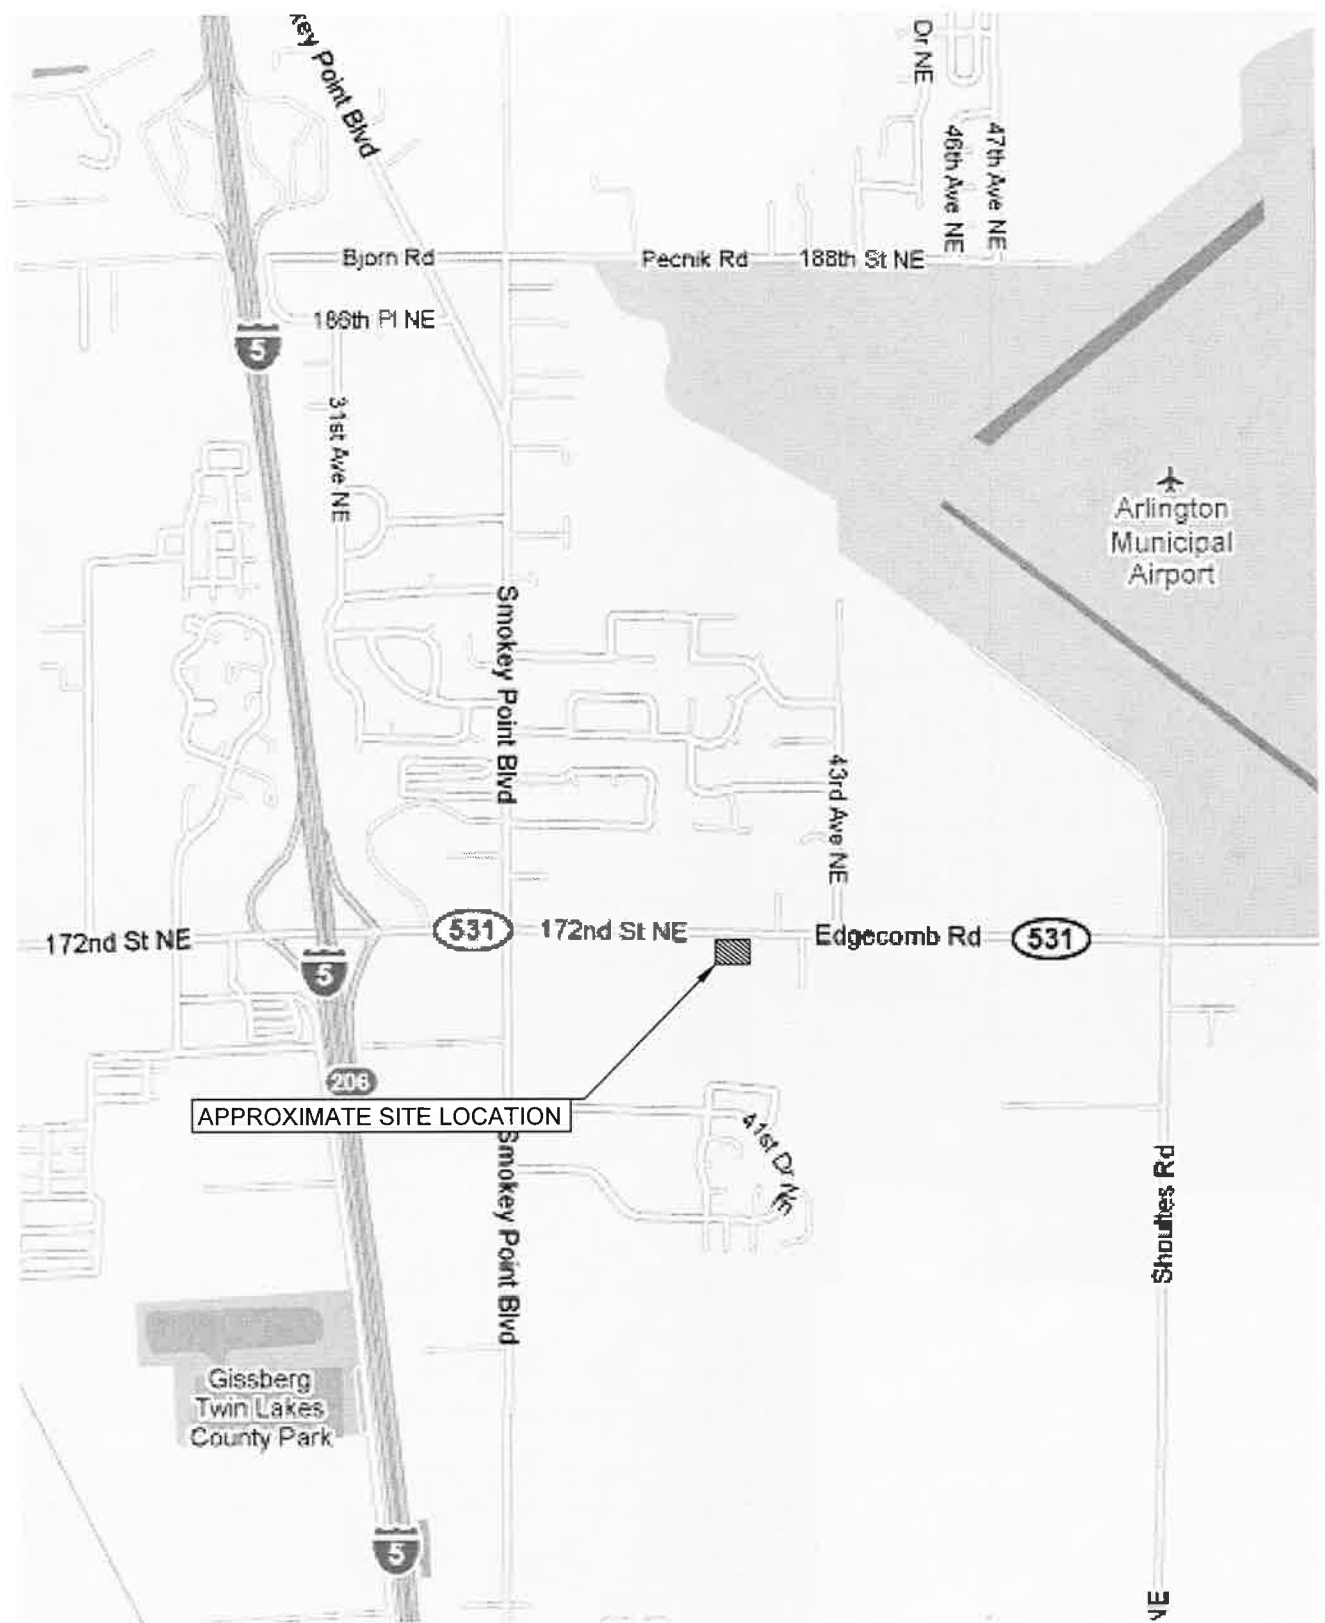 key Point Blvd
Dr NE
46th Ave NE
47th Ave NE
Bjorn Rd
Pecnik Rd
188th St NE
186th Pl NE
5
31st Ave NE
Arlington
Municipal
Airport
Smokey Point Blvd
43rd Ave NE
172nd St NE
531
172nd St NE
Edgecomb Rd
531
5
206
APPROXIMATE SITE LOCATION
41st Dr NE
Smokey Point Blvd
Shoultes Rd
Gissberg
Twin Lakes
County Park
5
NE